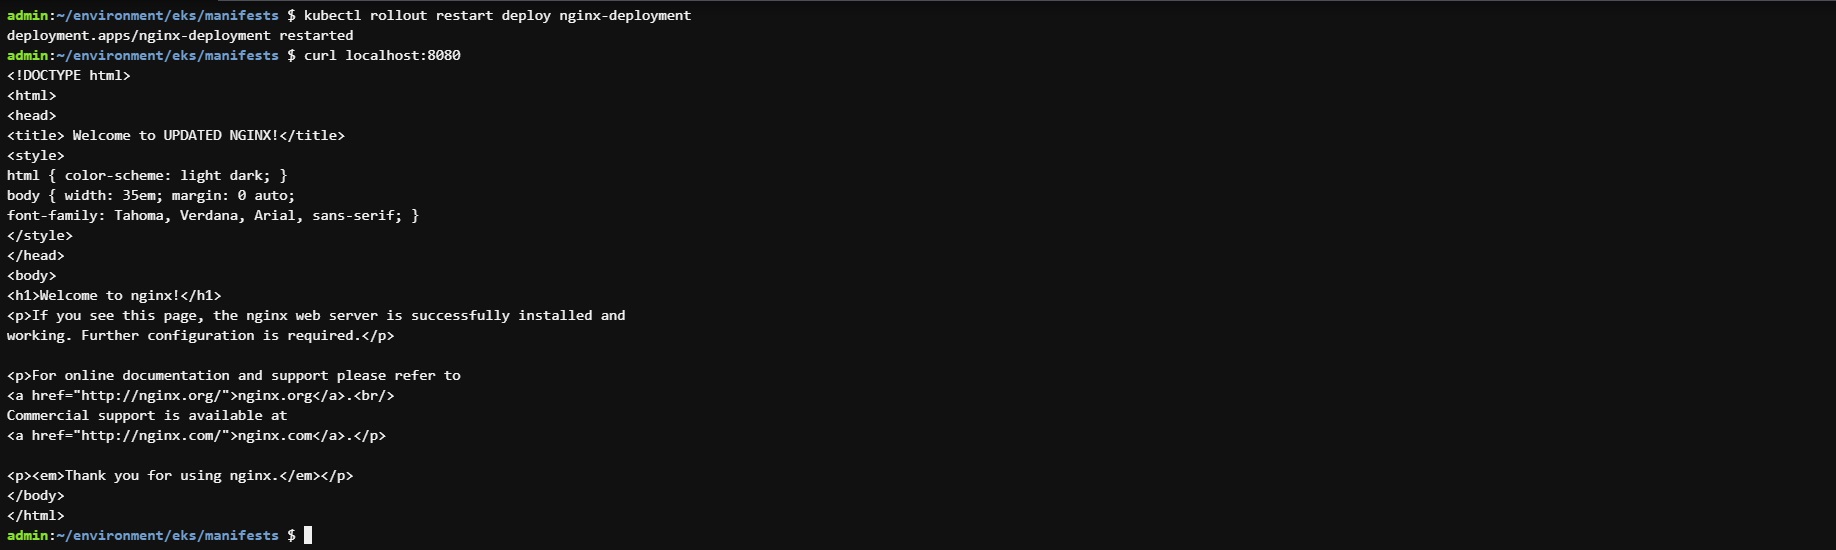 admin:~/environment/eks/manifests $ kubectl rollout restart deploy nginx-deployment
deployment.apps/nginx-deployment restarted
admin:~/environment/eks/manifests $ curl localhost:8080
<!DOCTYPE html>
<html>
<head>
<title> Welcome to UPDATED NGINX!</title>
<style>
html { color-scheme: light dark; }
body { width: 35em; margin: 0 auto;
font-family: Tahoma, Verdana, Arial, sans-serif; }
</style>
</head>
<body>
<h1>Welcome to nginx!</h1>
<p>If you see this page, the nginx web server is successfully installed and
working. Further configuration is required.</p>

<p>For online documentation and support please refer to
<a href="http://nginx.org/">nginx.org</a>.<br/>
Commercial support is available at
<a href="http://nginx.com/">nginx.com</a>.</p>

<p><em>Thank you for using nginx.</em></p>
</body>
</html>
admin:~/environment/eks/manifests $